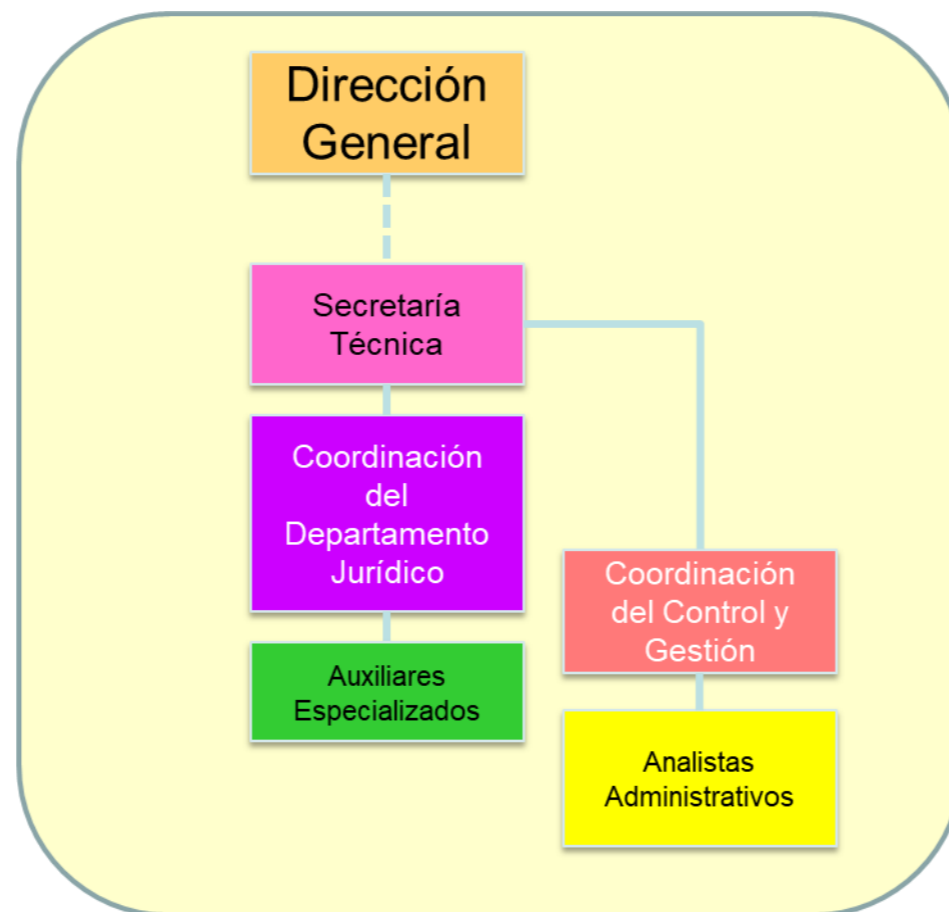 Dirección
General
Secretaría
Técnica
Coordinación
del
Departamento
Jurídico
Coordinación
del Control y
Gestión
Auxiliares
Especializados
Analistas
Administrativos